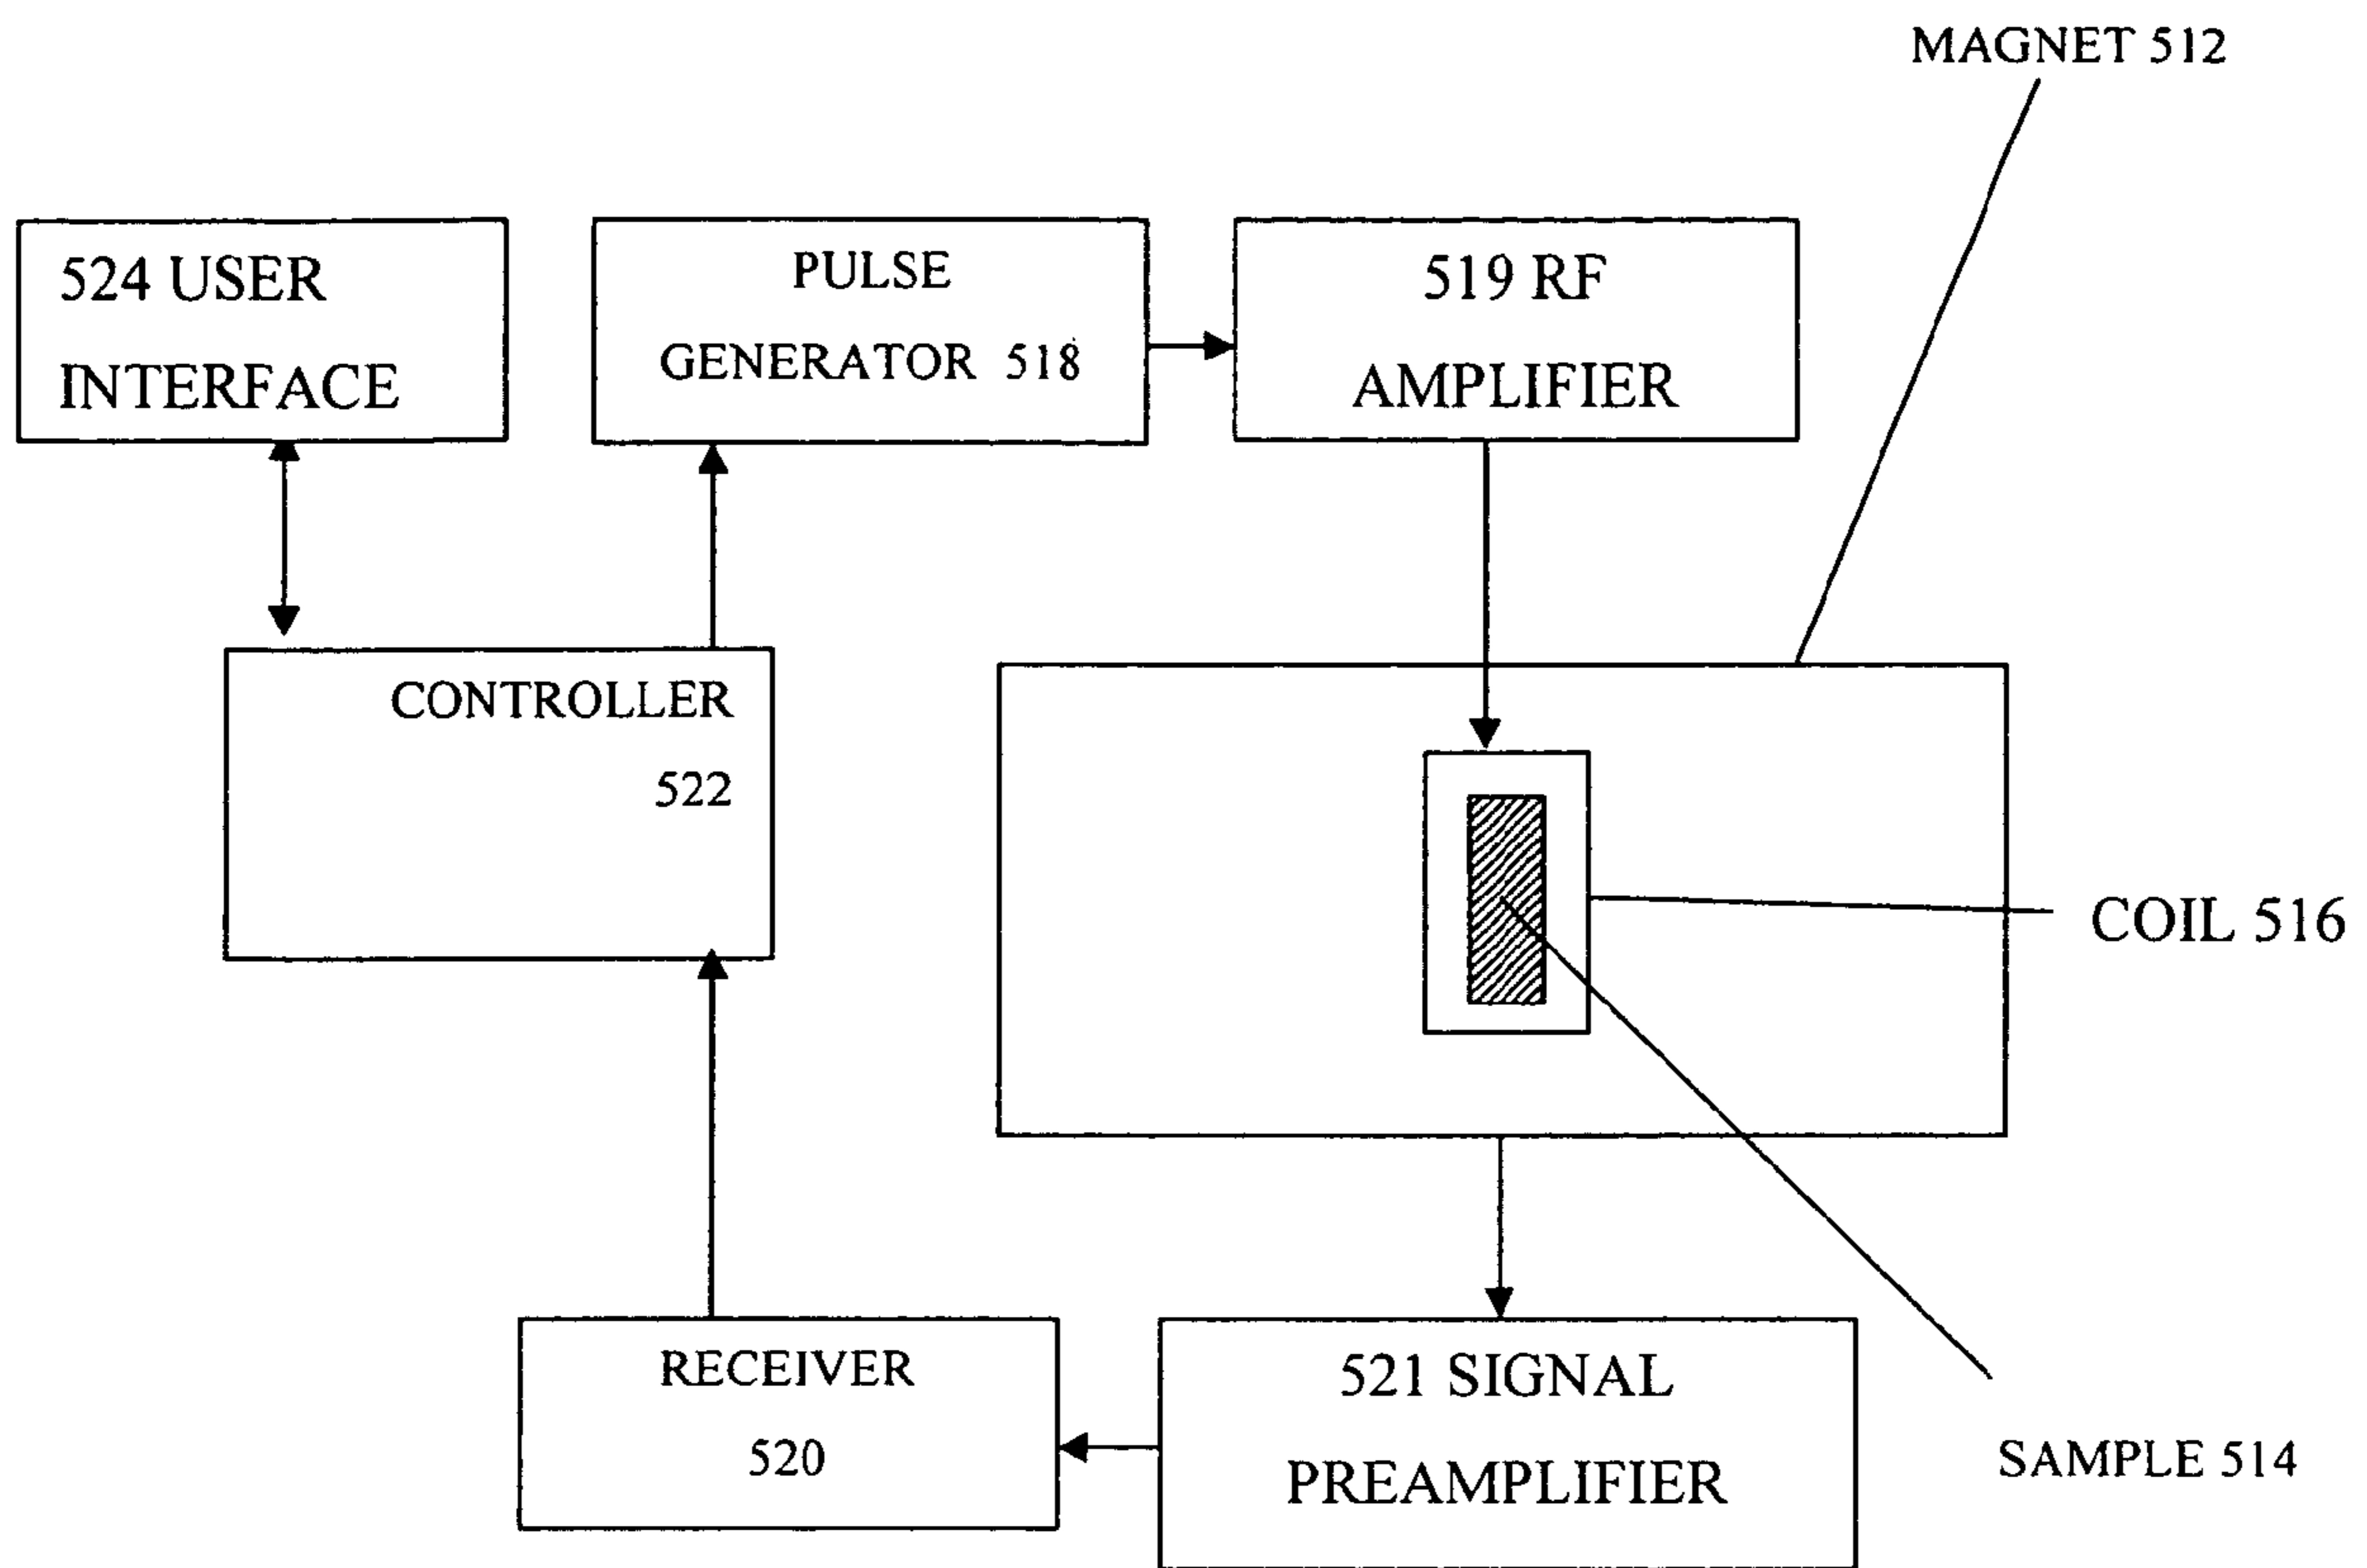 MAGNET 512
524 USER
INTERFACE
PULSE
GENERATOR 518
519 RF
AMPLIFIER
CONTROLLER
522
COIL 516
RECEIVER
520
521 SIGNAL
PREAMPLIFIER
SAMPLE 514